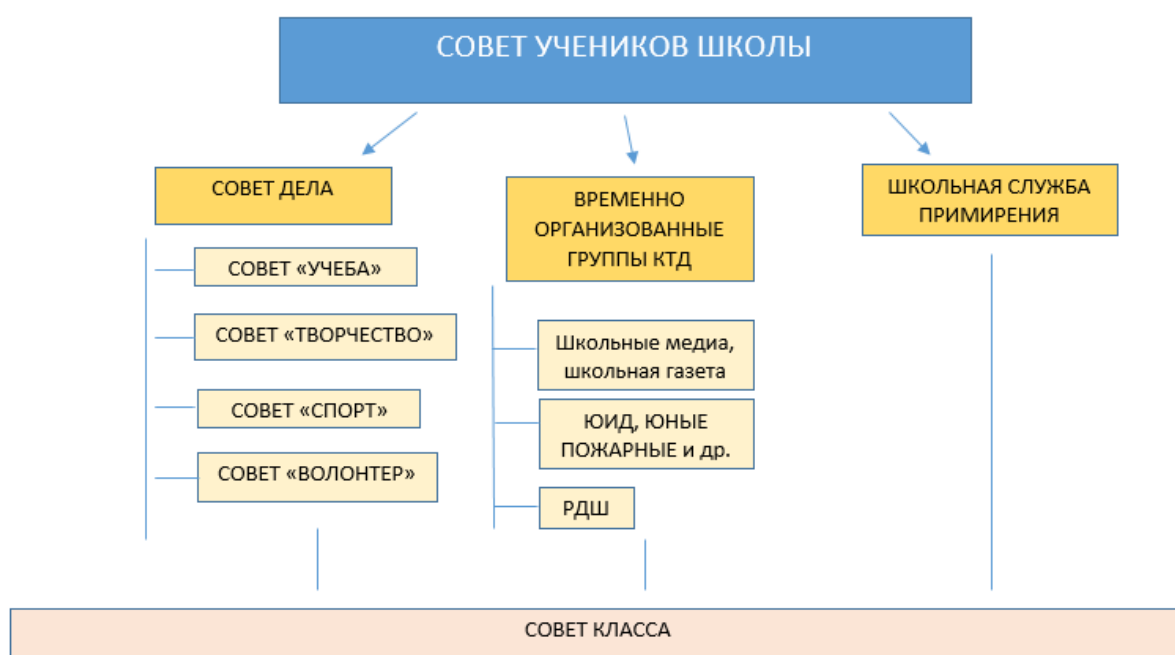 СОВЕТ УЧЕНИКОВ ШКОЛЫ
СОВЕТ ДЕЛА
СОВЕТ «УЧЕБА»
СОВЕТ «ТВОРЧЕСТВО»
СОВЕТ «СПОРТ»
СОВЕТ «ВОЛОНТЕР»
ВРЕМЕННО
ОРГАНИЗОВАННЫЕ
ГРУППЫ КТД
Школьные медиа,
школьная газета
ЮИД, ЮНЫЕ
ПОЖАРНЫЕ и др.
РДШ
ШКОЛЬНАЯ СЛУЖБА
ПРИМИРЕНИЯ
СОВЕТ КЛАССА